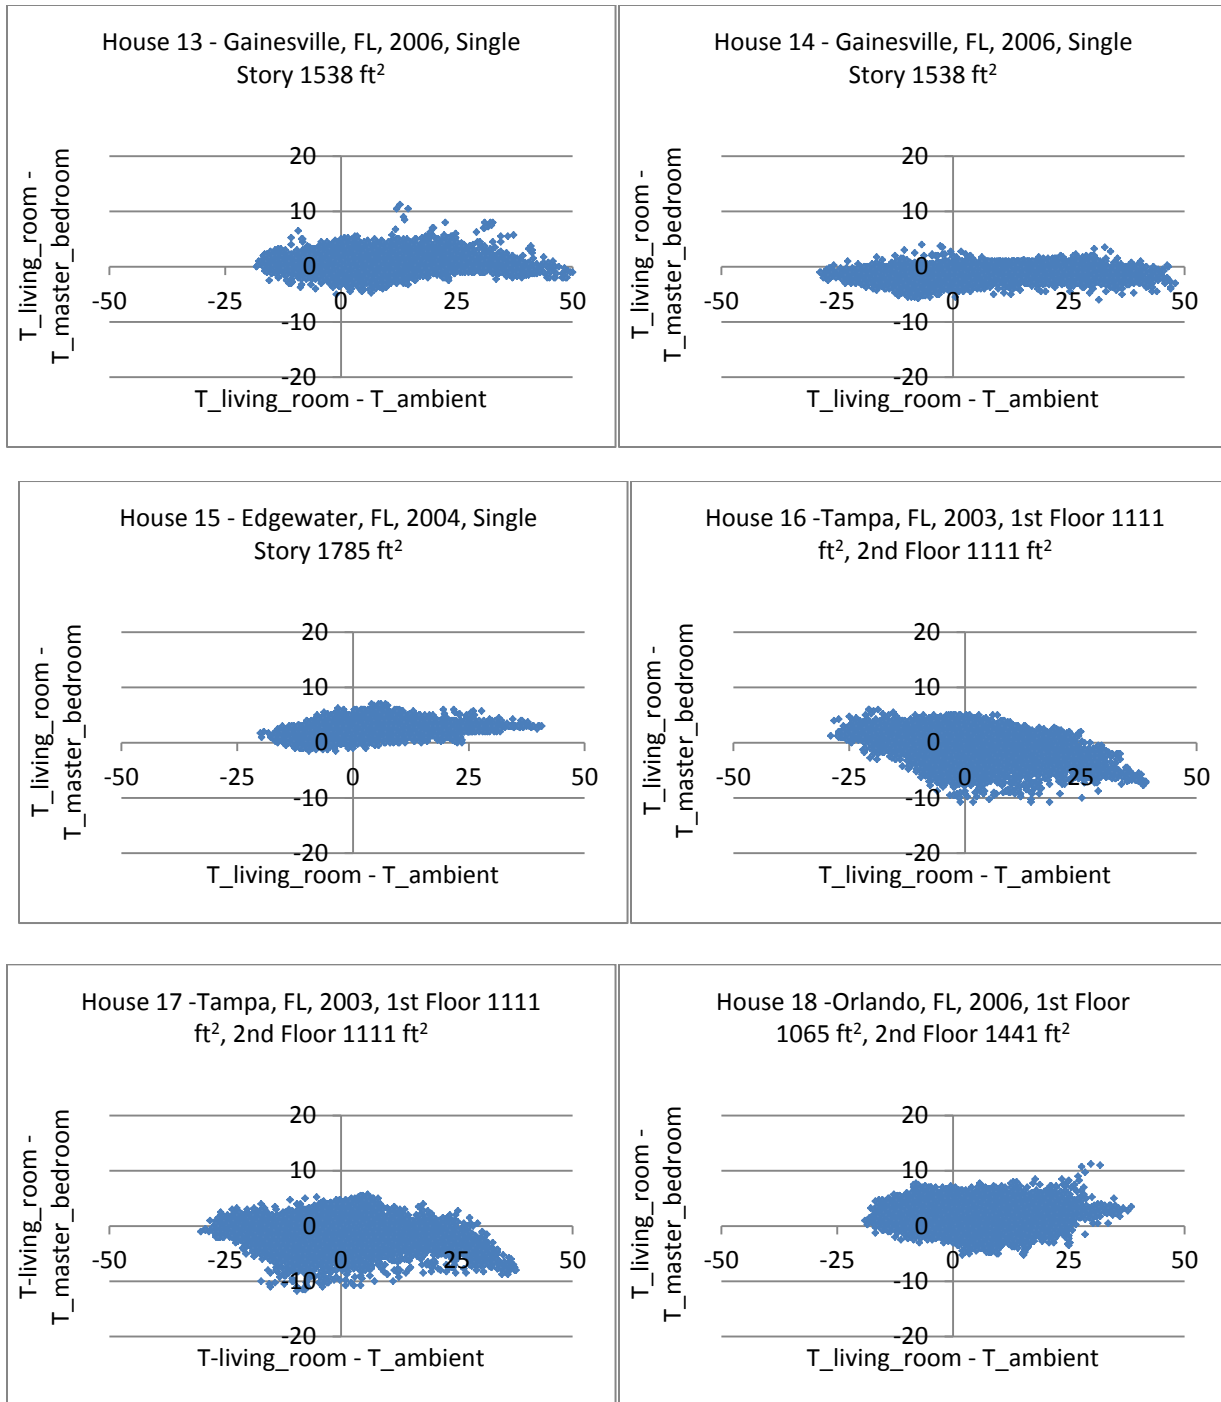 House 13 - Gainesville, FL, 2006, Single
Story 1538 ft²
T_living_room -
T_master_bedroom
20
10
0
-10
-20
-50
-25
0
25
50
T_living_room - T_ambient
House 14 - Gainesville, FL, 2006, Single
Story 1538 ft²
T_living_room -
T_master_bedroom
20
10
0
-10
-20
-50
-25
0
25
50
T_living_room - T_ambient
House 15 - Edgewater, FL, 2004, Single
Story 1785 ft²
T_living_room -
T_master_bedroom
20
10
0
-10
-20
-50
-25
0
25
50
T_living_room - T_ambient
House 16 -Tampa, FL, 2003, 1st Floor 1111
ft², 2nd Floor 1111 ft²
T_living_room -
T_master_bedroom
20
10
0
-10
-20
-50
-25
0
25
50
T_living_room - T_ambient
House 17 -Tampa, FL, 2003, 1st Floor 1111
ft², 2nd Floor 1111 ft²
T-living_room -
T_master_bedroom
20
10
0
-10
-20
-50
-25
0
25
50
T-living_room - T_ambient
House 18 -Orlando, FL, 2006, 1st Floor
1065 ft², 2nd Floor 1441 ft²
T_living_room -
T_master_bedroom
20
10
0
-10
-20
-50
-25
0
25
50
T_living_room - T_ambient